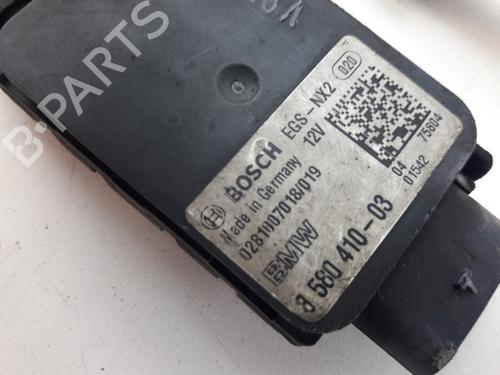 B-PARTS
BOSCH EGS-NX2 020
Made in Germany 12V
0281007018/019
04 75804
01542
BMW 8 580 410-03